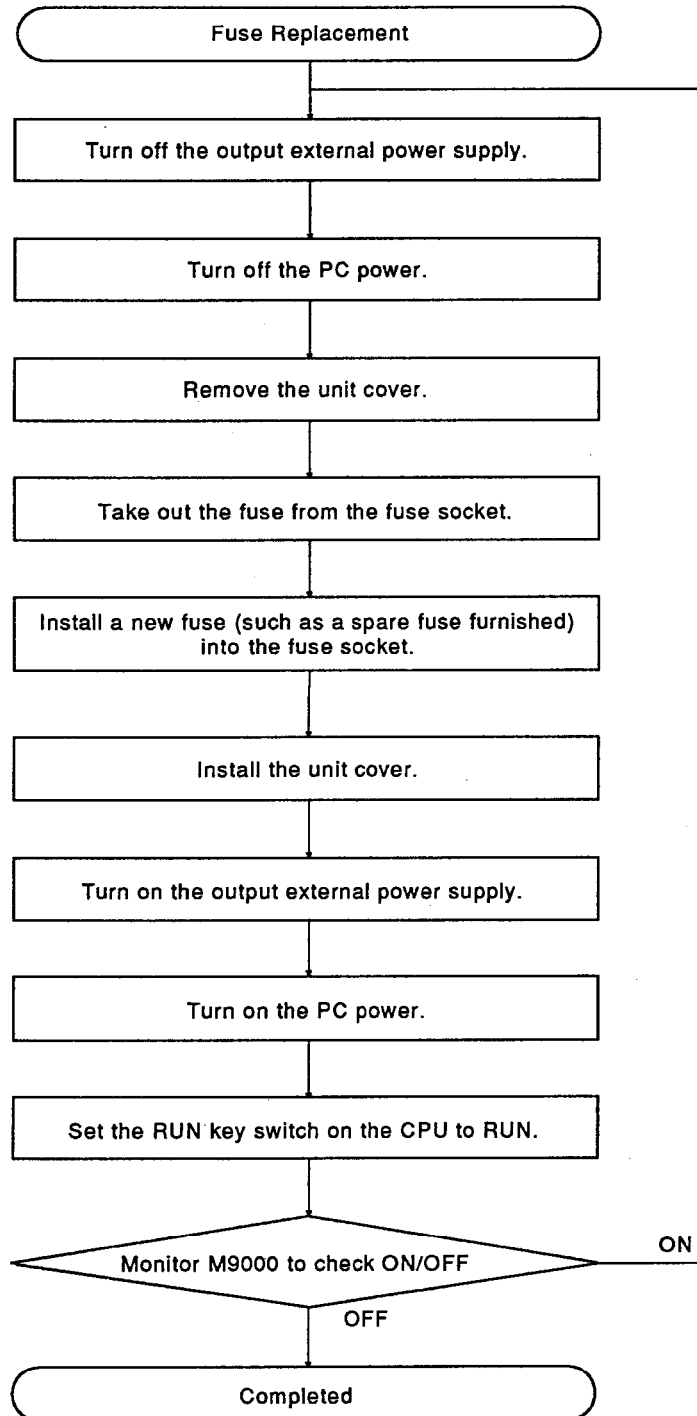 Fuse Replacement
Turn off the output external power supply.
Turn off the PC power.
Remove the unit cover.
Take out the fuse from the fuse socket.
Install a new fuse (such as a spare fuse furnished)
into the fuse socket.
Install the unit cover.
Turn on the output external power supply.
Turn on the PC power.
Set the RUN key switch on the CPU to RUN.
Monitor M9000 to check ON/OFF
ON
OFF
Completed